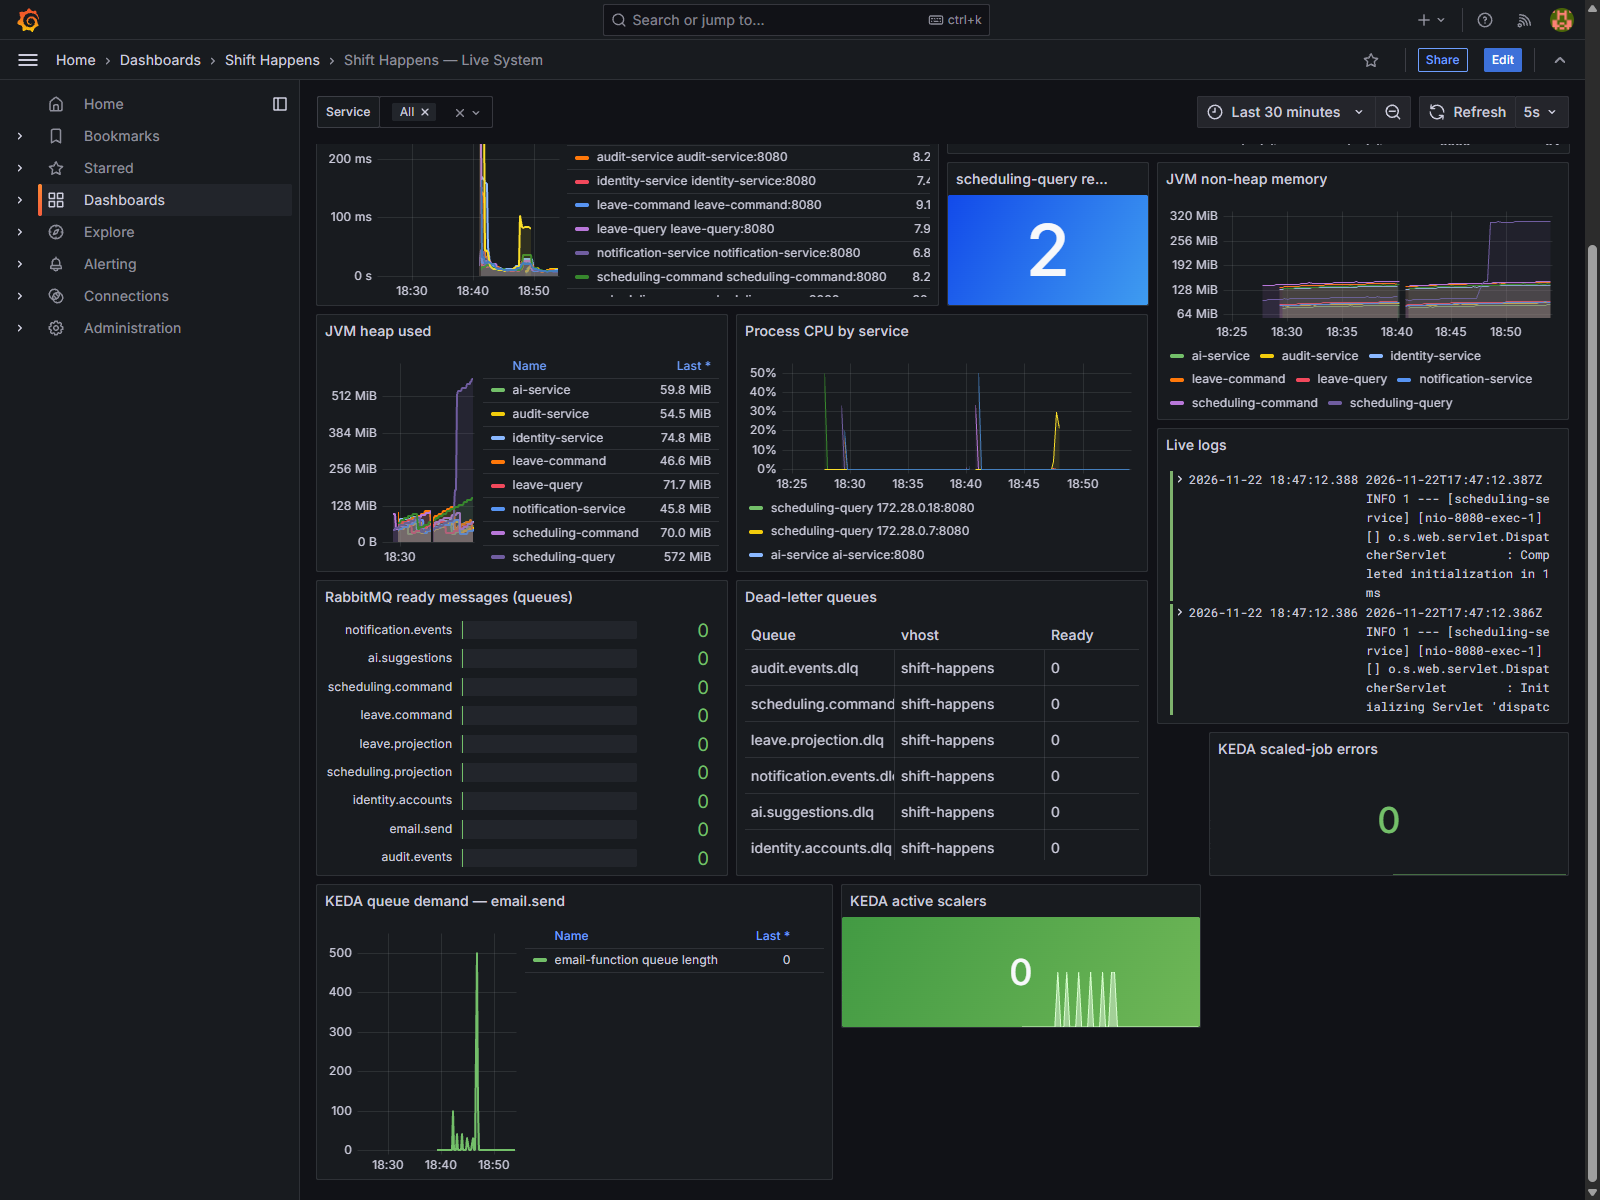 Search or jump to... ctrl+k
Home › Dashboards › Shift Happens › Shift Happens — Live System
Share
Edit
Home
Bookmarks
Starred
Dashboards
Explore
Alerting
Connections
Administration
Service
All
Last 30 minutes
Refresh
5s
200 ms
100 ms
0 s
18:30 18:40 18:50
audit-service audit-service:8080 8.2
identity-service identity-service:8080 7.4
leave-command leave-command:8080 9.1
leave-query leave-query:8080 7.9
notification-service notification-service:8080 6.8
scheduling-command scheduling-command:8080 8.2
scheduling-query re...
2
JVM non-heap memory
320 MiB
256 MiB
192 MiB
128 MiB
64 MiB
18:25 18:30 18:35 18:40 18:45 18:50
ai-service audit-service identity-service
leave-command leave-query notification-service
scheduling-command scheduling-query
JVM heap used
512 MiB
384 MiB
256 MiB
128 MiB
0 B
18:30
Name Last *
ai-service 59.8 MiB
audit-service 54.5 MiB
identity-service 74.8 MiB
leave-command 46.6 MiB
leave-query 71.7 MiB
notification-service 45.8 MiB
scheduling-command 70.0 MiB
scheduling-query 572 MiB
Process CPU by service
50%
40%
30%
20%
10%
0%
18:25 18:30 18:35 18:40 18:45 18:50
scheduling-query 172.28.0.18:8080
scheduling-query 172.28.0.7:8080
ai-service ai-service:8080
Live logs
2026-11-22 18:47:12.388 2026-11-22T17:47:12.387Z
INFO 1 --- [scheduling-se
rvice] [nio-8080-exec-1]
[] o.s.web.servlet.Dispat
cherServlet : Comp
leted initialization in 1
ms
2026-11-22 18:47:12.386 2026-11-22T17:47:12.386Z
INFO 1 --- [scheduling-se
rvice] [nio-8080-exec-1]
[] o.s.web.servlet.Dispat
cherServlet : Init
ializing Servlet 'dispatc
RabbitMQ ready messages (queues)
notification.events 0
ai.suggestions 0
scheduling.command 0
leave.command 0
leave.projection 0
scheduling.projection 0
identity.accounts 0
email.send 0
audit.events 0
Dead-letter queues
Queue vhost Ready
audit.events.dlq shift-happens 0
scheduling.command shift-happens 0
leave.projection.dlq shift-happens 0
notification.events.dl shift-happens 0
ai.suggestions.dlq shift-happens 0
identity.accounts.dlq shift-happens 0
KEDA scaled-job errors
0
KEDA queue demand — email.send
500
400
300
200
100
0
18:30 18:40 18:50
Name Last *
email-function queue length 0
KEDA active scalers
0